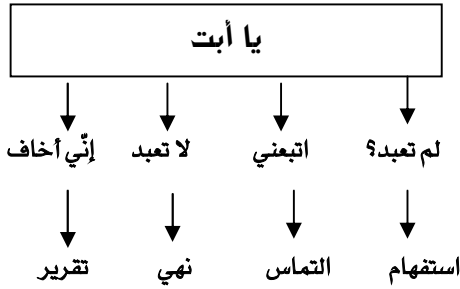 يا أبت
لم تعبد؟ اتبعني لا تعبد إنّي أخاف
استفهام التماس نهي تقرير